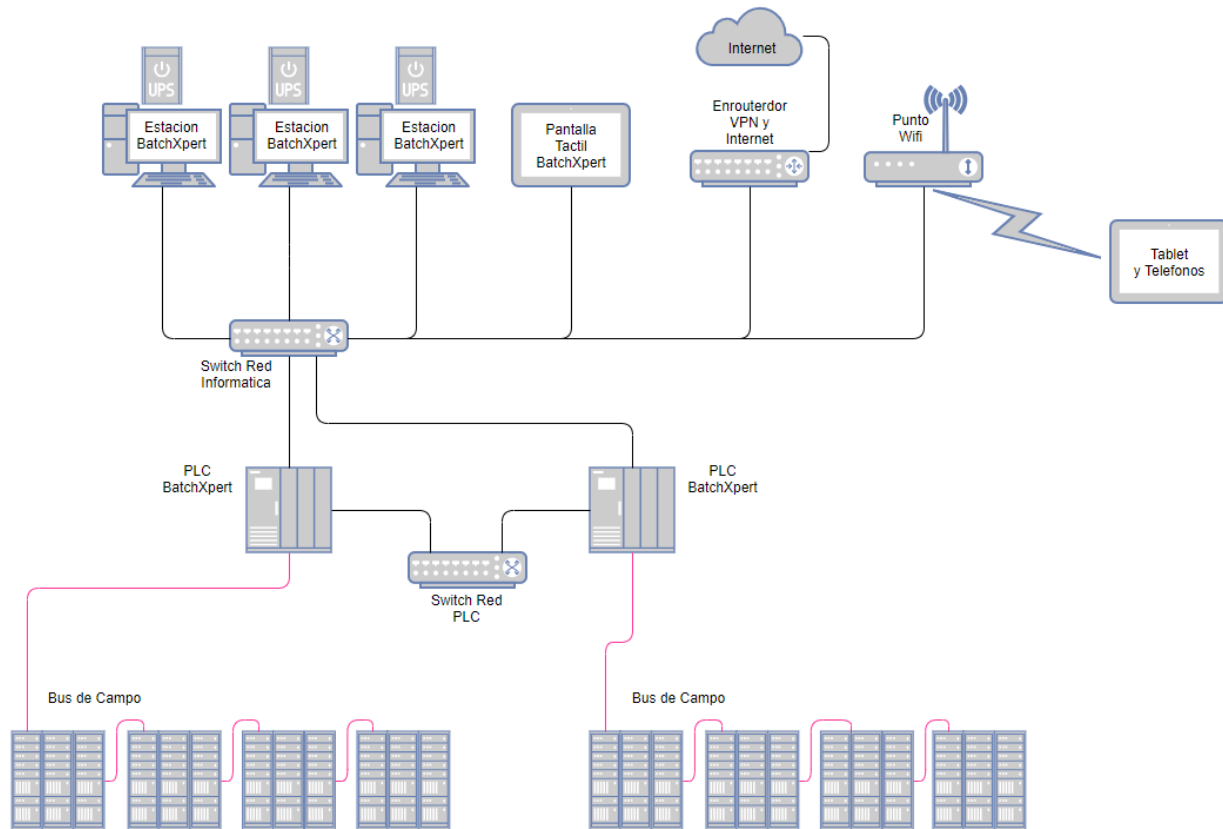 Internet
UPS
UPS
UPS
Enrouterdor
VPN y
Internet
Punto
Wifi
Estacion
BatchXpert
Estacion
BatchXpert
Estacion
BatchXpert
Pantalla
Tactil
BatchXpert
Tablet
y Telefonos
Switch Red
Informatica
PLC
BatchXpert
PLC
BatchXpert
Switch Red
PLC
Bus de Campo
Bus de Campo